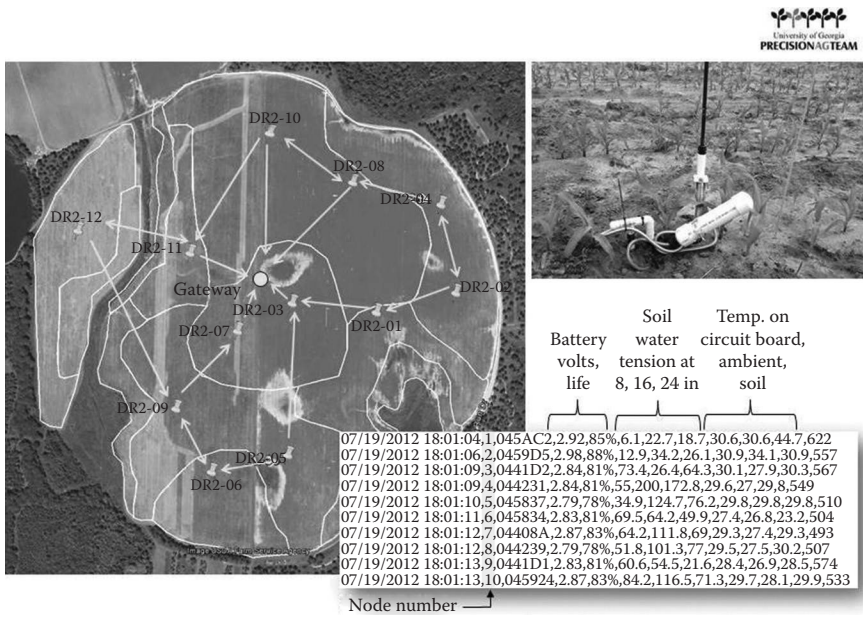 University of Georgia
PRECISIONAGTEAM
DR2-10
DR2-08
DR2-04
DR2-12
DR2-11
Gateway
DR2-02
DR2-03
DR2-01
DR2-07
DR2-09
DR2-05
DR2-06
Battery
volts,
life
Soil
water
tension at
8, 16, 24 in
Temp. on
circuit board,
ambient,
soil
07/19/2012 18:01:04,1,045AC2,2.92,85%,6.1,22.7,18.7,30.6,30.6,44.7,622
07/19/2012 18:01:06,2,0459D5,2.98,88%,12.9,34.2,26.1,30.9,34.1,30.9,557
07/19/2012 18:01:09,3,0441D2,2.84,81%,73.4,26.4,64.3,30.1,27.9,30.3,567
07/19/2012 18:01:09,4,044231,2.84,81%,55,200,172.8,29.6,27,29,8,549
07/19/2012 18:01:10,5,045837,2.79,78%,34.9,124.7,76.2,29.8,29.8,29.8,510
07/19/2012 18:01:11,6,045834,2.83,81%,69.5,64.2,49.9,27.4,26.8,23.2,504
07/19/2012 18:01:12,7,04408A,2.87,83%,64.2,111.8,69,29.3,27.4,29.3,493
07/19/2012 18:01:12,8,044239,2.79,78%,51.8,101.3,77,29.5,27.5,30.2,507
07/19/2012 18:01:13,9,0441D1,2.83,81%,60.6,54.5,21.6,28.4,26.9,28.5,574
07/19/2012 18:01:13,10,045924,2.87,83%,84.2,116.5,71.3,29.7,28.1,29.9,533
Node number